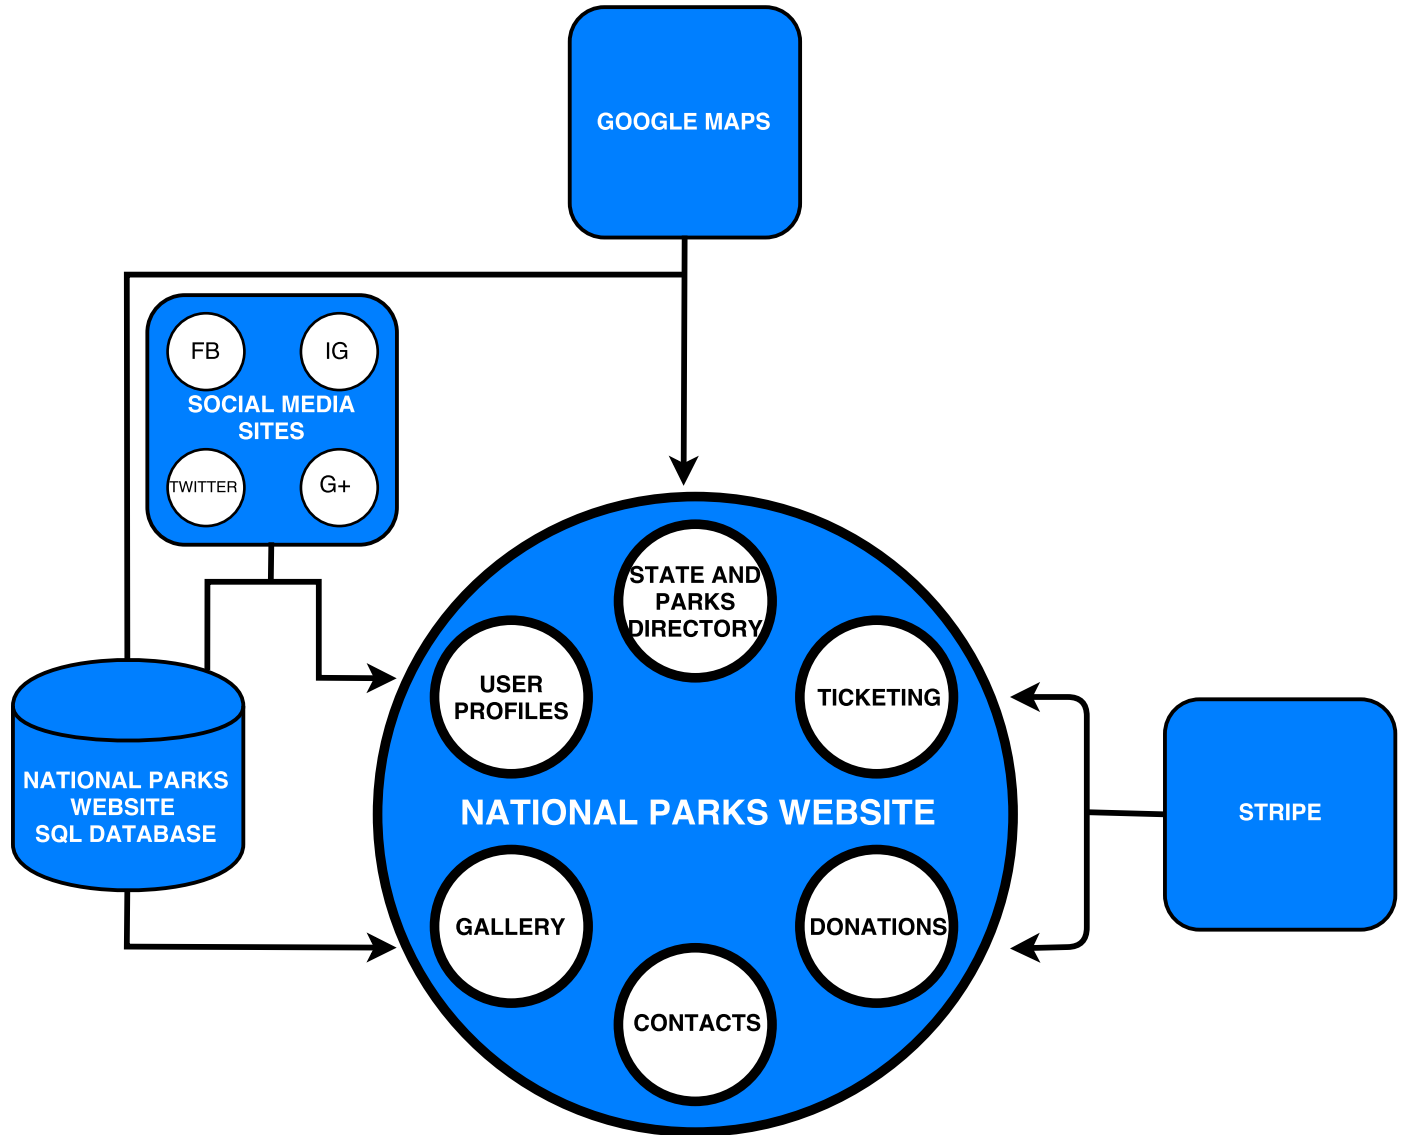 GOOGLE MAPS
FB
IG
SOCIAL MEDIA
SITES
TWITTER
G+
STATE AND
PARKS
DIRECTORY
USER
PROFILES
TICKETING
NATIONAL PARKS
WEBSITE
SQL DATABASE
NATIONAL PARKS WEBSITE
STRIPE
GALLERY
DONATIONS
CONTACTS